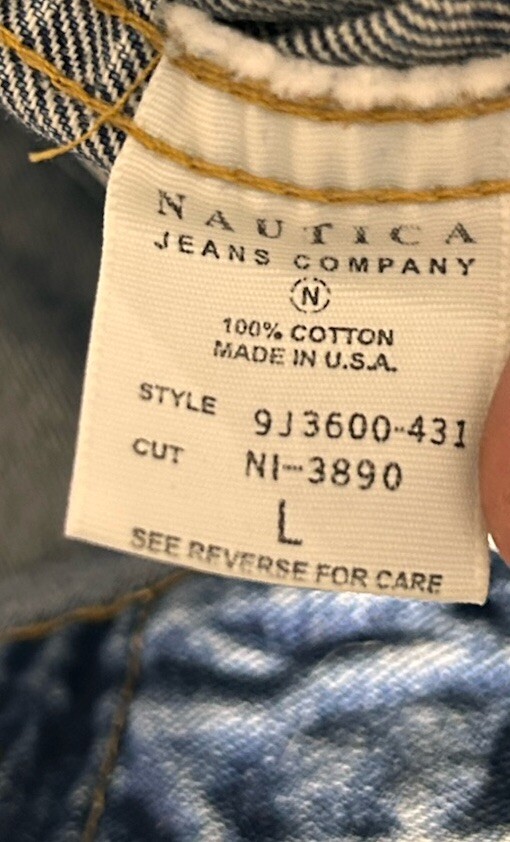 NAUTICA
JEANS COMPANY
N
100% COTTON
MADE IN U.S.A.
STYLE 9J3600-431
CUT NI-3890
L
SEE REVERSE FOR CARE